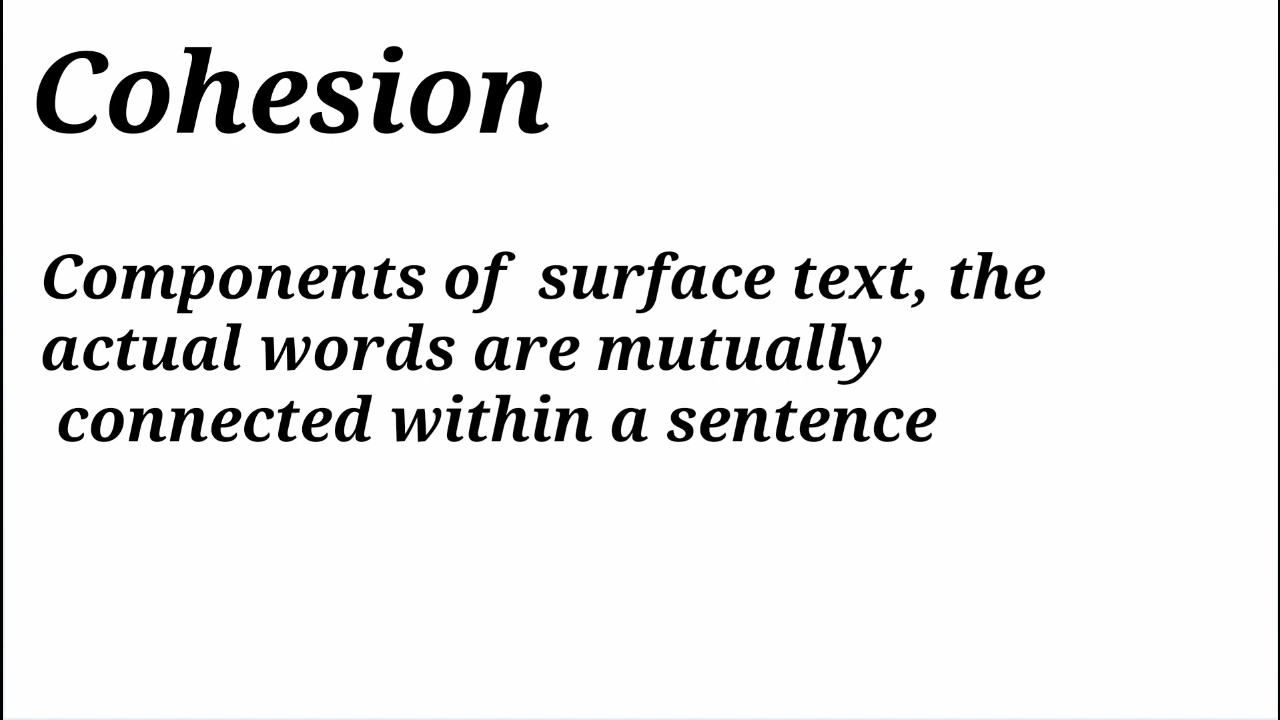 Cohesion
Components of surface text, the
actual words are mutually
connected within a sentence